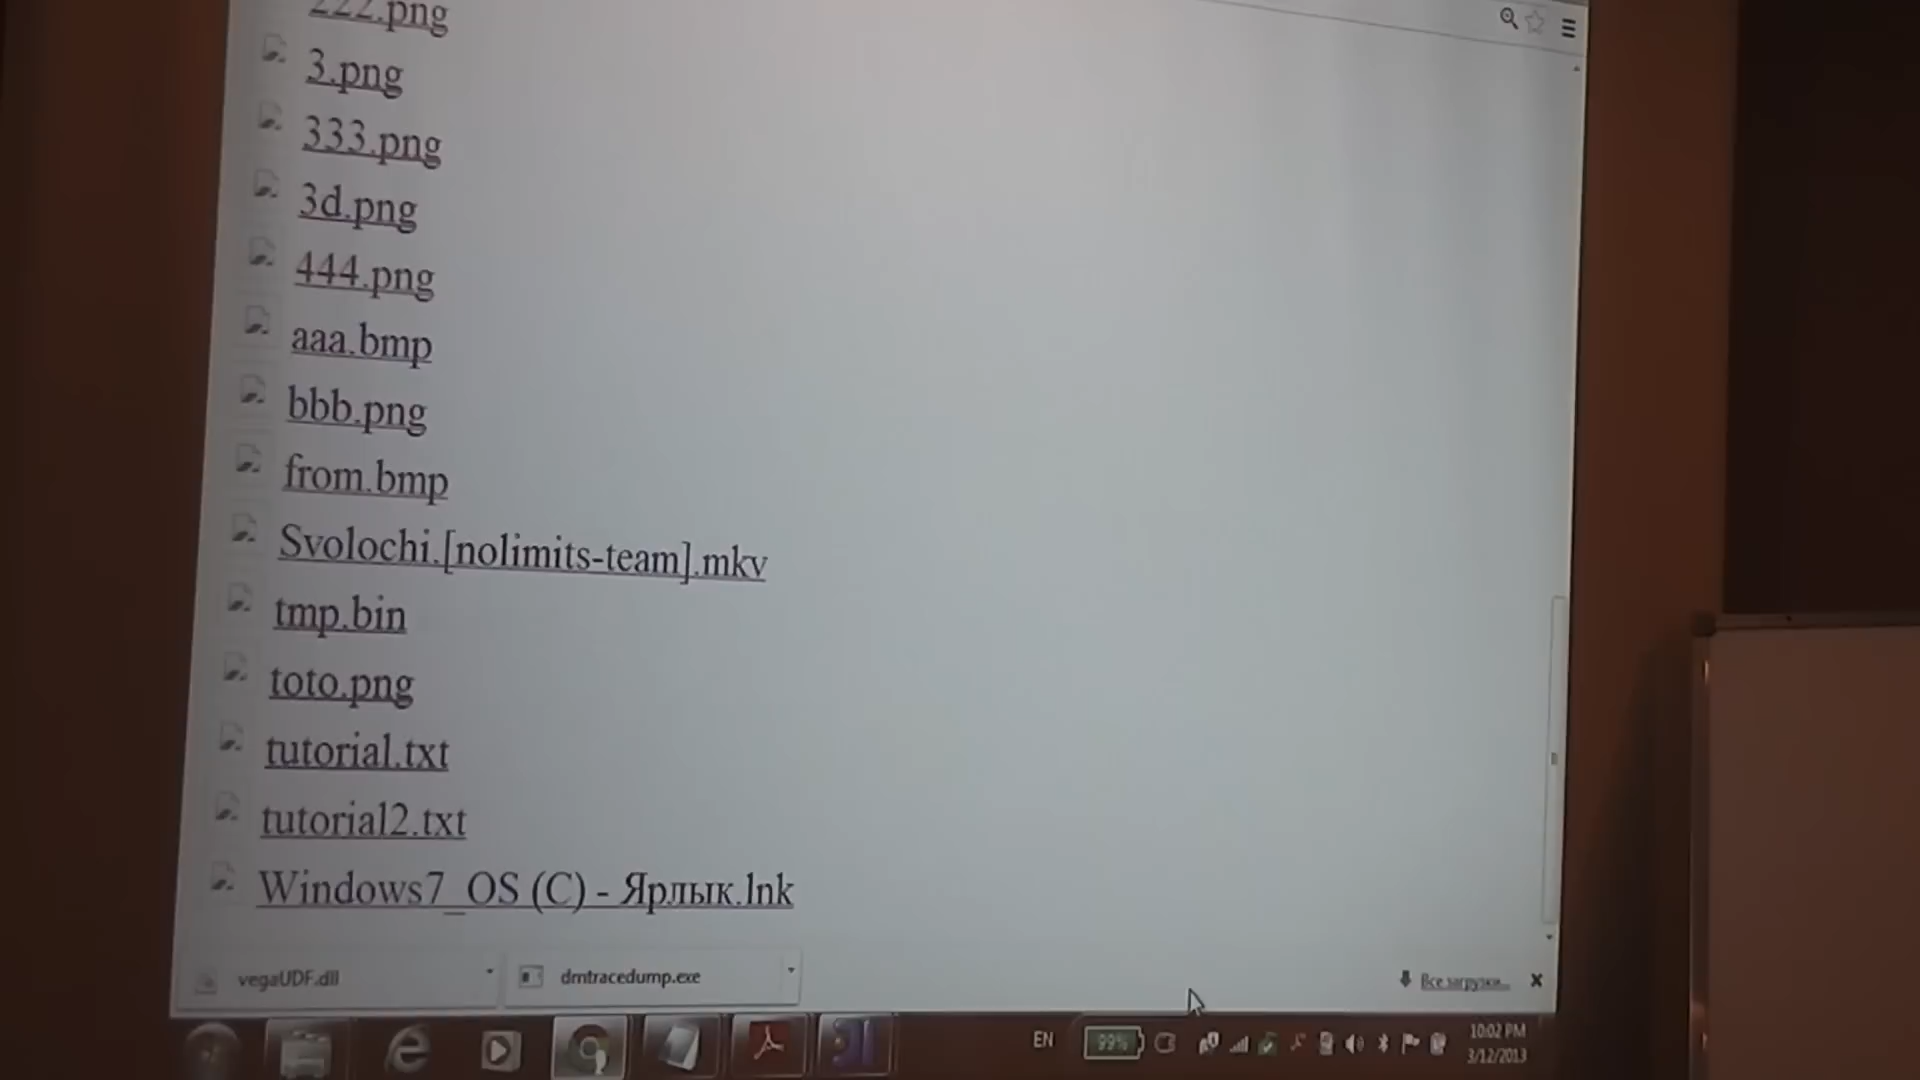 222.png
3.png
333.png
3d.png
444.png
aaa.bmp
bbb.png
from.bmp
Svolochi.[nolimits-team].mkv
tmp.bin
toto.png
tutorial.txt
tutorial2.txt
Windows7_OS (C) - Ярлык.lnk
vegaUDF.dll
dmtracedump.exe
Все загрузки...
EN
99%
10:02 PM
3/12/2013